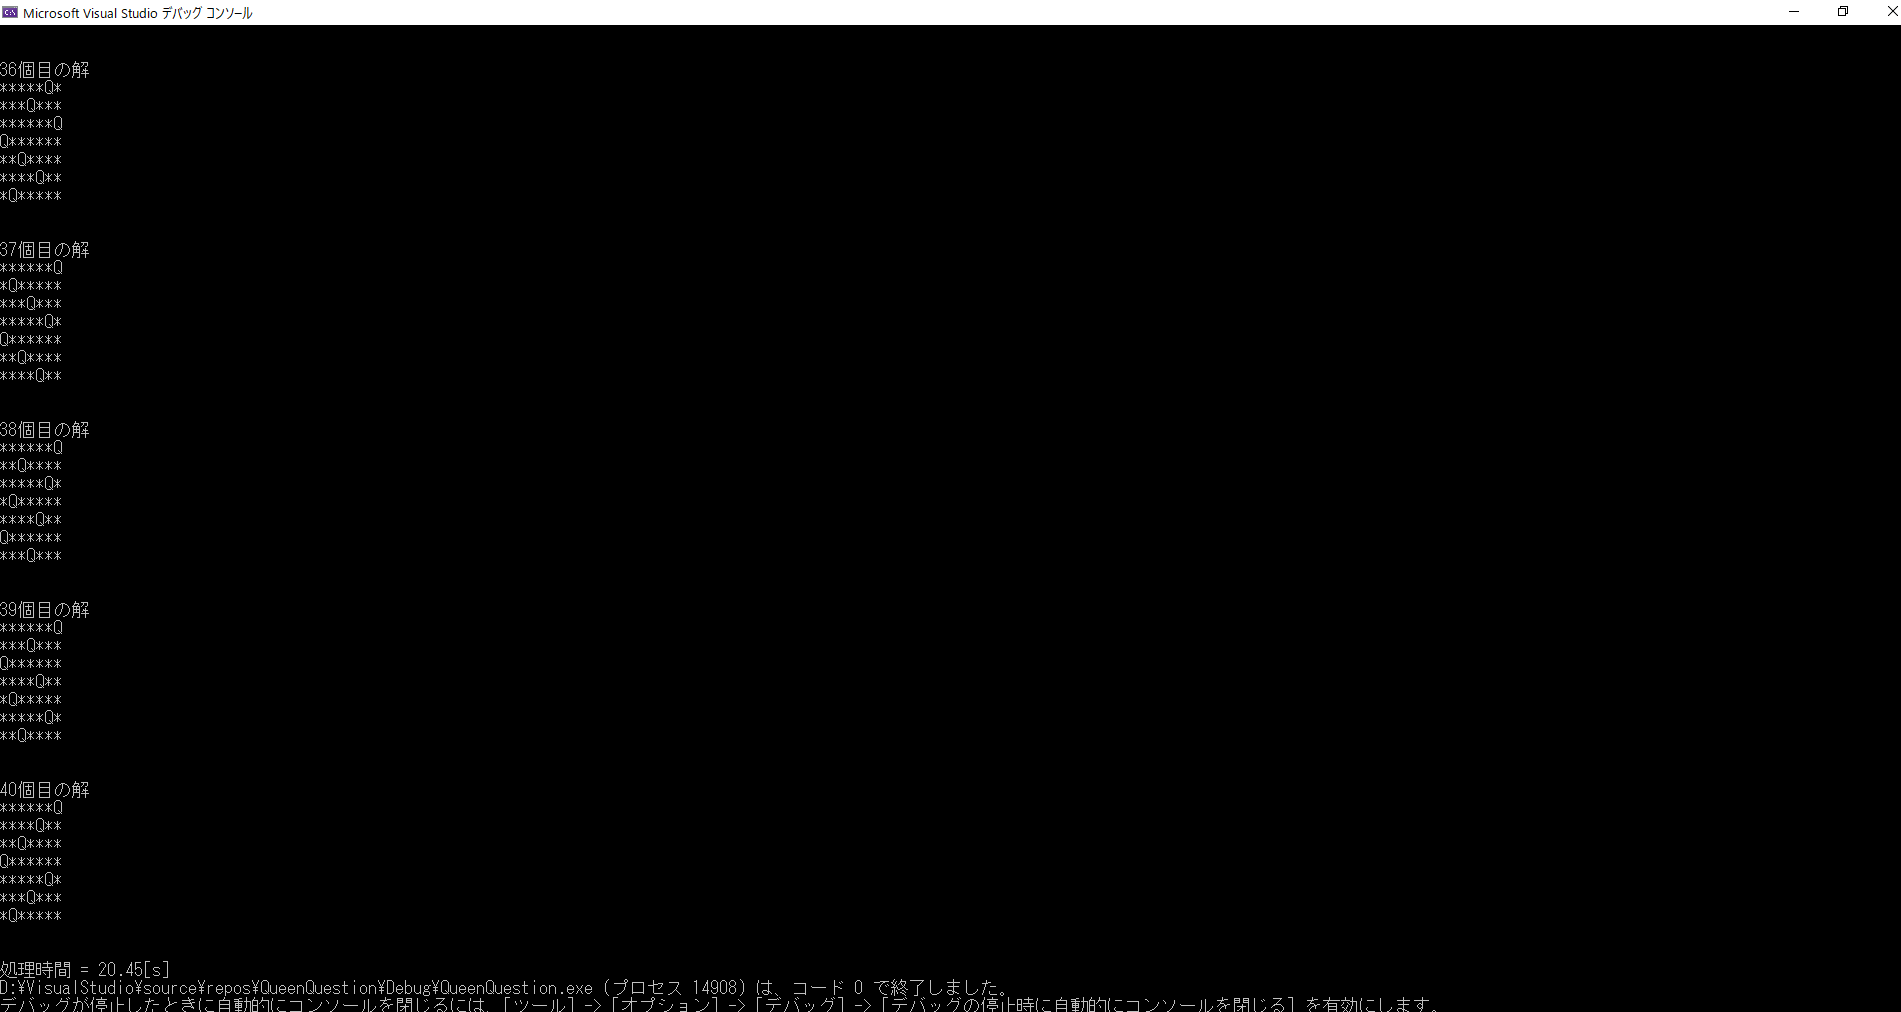 Microsoft Visual Studio デバッグ コンソール
36個目の解
*****Q*
***Q***
******Q
Q******
**Q****
****Q**
*Q*****
37個目の解
******Q
*Q*****
***Q***
*****Q*
Q******
**Q****
****Q**
38個目の解
******Q
**Q****
*****Q*
*Q*****
****Q**
Q******
***Q***
39個目の解
******Q
***Q***
Q******
****Q**
*Q*****
*****Q*
**Q****
40個目の解
******Q
****Q**
**Q****
Q******
*****Q*
***Q***
*Q*****
処理時間 = 20.45[s]
D:¥VisualStudio¥source¥repos¥QueenQuestion¥Debug¥QueenQuestion.exe (プロセス 14908) は、コード 0 で終了しました。
デバッグが停止したときに自動的にコンソールを閉じるには、[ツール] -> [オプション] -> [デバッグ] -> [デバッグの停止時に自動的にコンソールを閉じる] を有効にします。